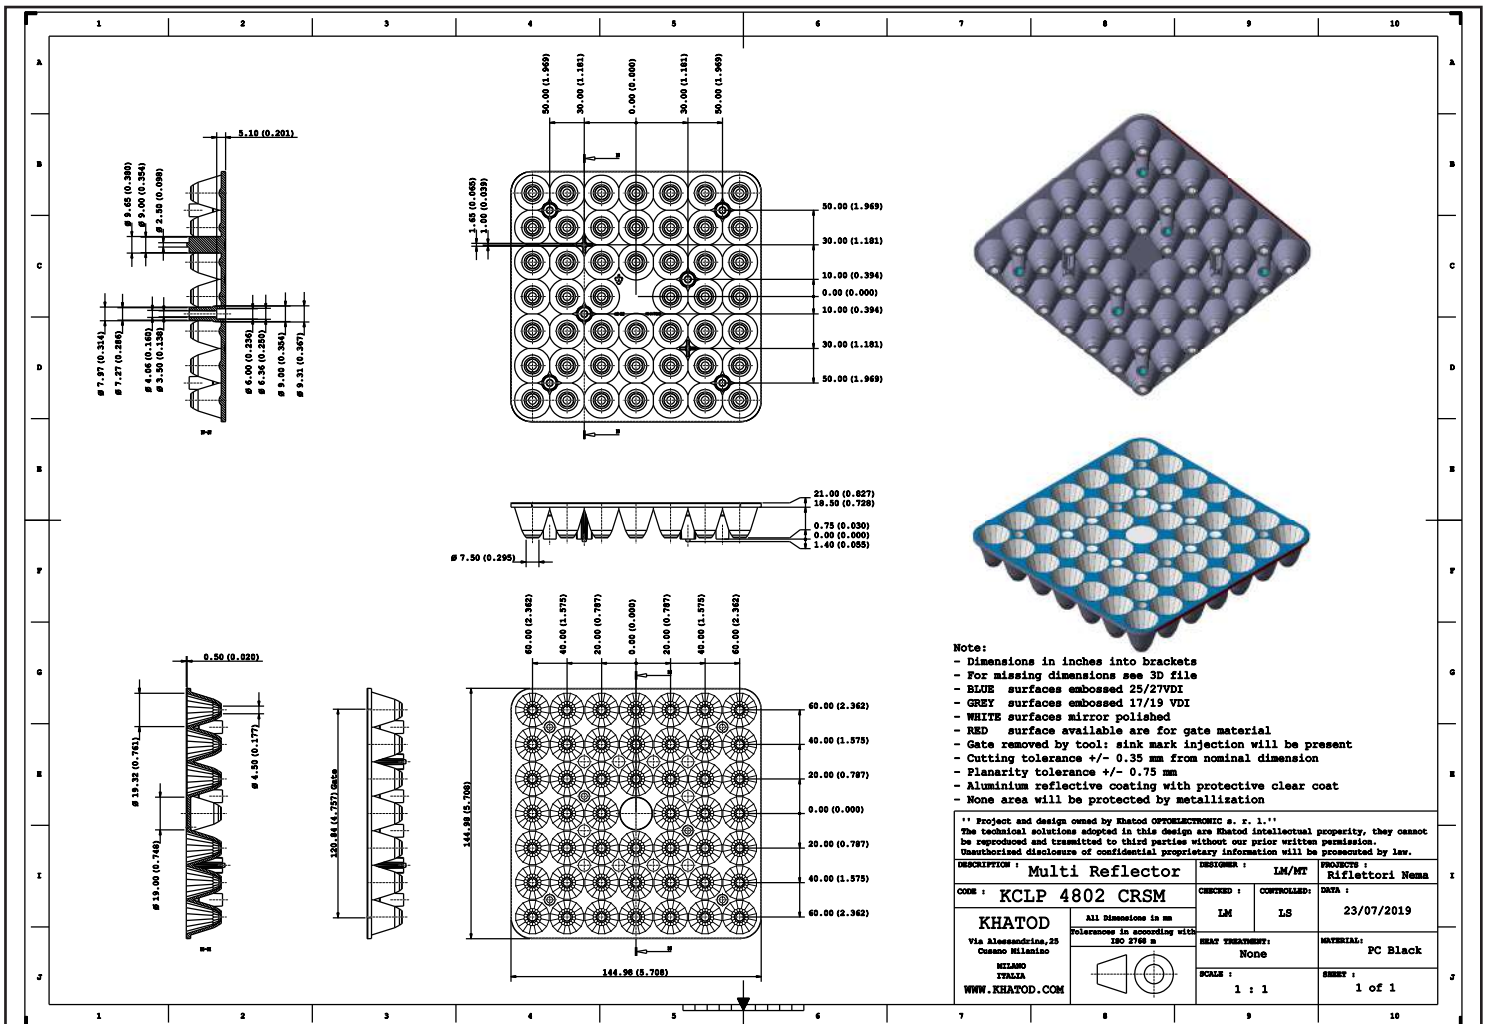 1 2 3 4 5 6 7 8 9 10
A A
B B
C C
D D
E E
F F
G G
I I
J J
5.10 (0.201)
Ø 9.65 (0.380)
Ø 9.00 (0.354)
Ø 2.50 (0.098)
Ø 7.97 (0.314)
Ø 7.27 (0.286)
Ø 4.06 (0.160)
Ø 3.50 (0.138)
Ø 6.00 (0.236)
Ø 6.36 (0.250)
Ø 9.00 (0.354)
Ø 9.31 (0.367)
50.00 (1.969)
30.00 (1.181)
0.00 (0.000)
30.00 (1.181)
50.00 (1.969)
1.65 (0.065)
1.00 (0.039)
50.00 (1.969)
30.00 (1.181)
10.00 (0.394)
0.00 (0.000)
10.00 (0.394)
30.00 (1.181)
50.00 (1.969)
21.00 (0.827)
18.50 (0.728)
0.75 (0.030)
0.00 (0.000)
1.40 (0.055)
Ø 7.50 (0.295)
0.50 (0.020)
Ø 19.32 (0.761)
Ø 4.50 (0.177)
Ø 19.00 (0.748)
120.84 (4.757) Gate
144.98 (5.708)
60.00 (2.362)
40.00 (1.575)
20.00 (0.787)
0.00 (0.000)
20.00 (0.787)
40.00 (1.575)
60.00 (2.362)
60.00 (2.362)
40.00 (1.575)
20.00 (0.787)
0.00 (0.000)
20.00 (0.787)
40.00 (1.575)
60.00 (2.362)
144.98 (5.708)
Note:
- Dimensions in inches into brackets
- For missing dimensions see 3D file
- BLUE surfaces embossed 25/27VDI
- GREY surfaces embossed 17/19 VDI
- WHITE surfaces mirror polished
- RED surface available are for gate material
- Gate removed by tool: sink mark injection will be present
- Cutting tolerance +/- 0.35 mm from nominal dimension
- Planarity tolerance +/- 0.75 mm
- Aluminium reflective coating with protective clear coat
- None area will be protected by metallization
'' Project and design owned by Khatod OPTOELECTRONIC s. r. l.''
The technical solutions adopted in this design are Khatod intellectual property, they cannot
be reproduced and trasmitted to third parties without our prior written permission.
Unauthorized disclosure of confidential proprietary information will be prosecuted by law.
DESCRIPTION : Multi Reflector
DESIGNER : LM/MT
PROJECTS : Riflettori Nema
CODE : KCLP 4802 CRSM
CHECKED : LM
CONTROLLED: LS
DATA : 23/07/2019
KHATOD
Via Alessandrina,25
Cusano Milanino
MILANO
ITALIA
WWW.KHATOD.COM
All Dimensions in mm
Tolerances in according with
ISO 2768 m
HEAT TREATMENT: None
MATERIAL: PC Black
SCALE : 1 : 1
SHEET : 1 of 1
1 2 3 4 5 6 7 8 9 10